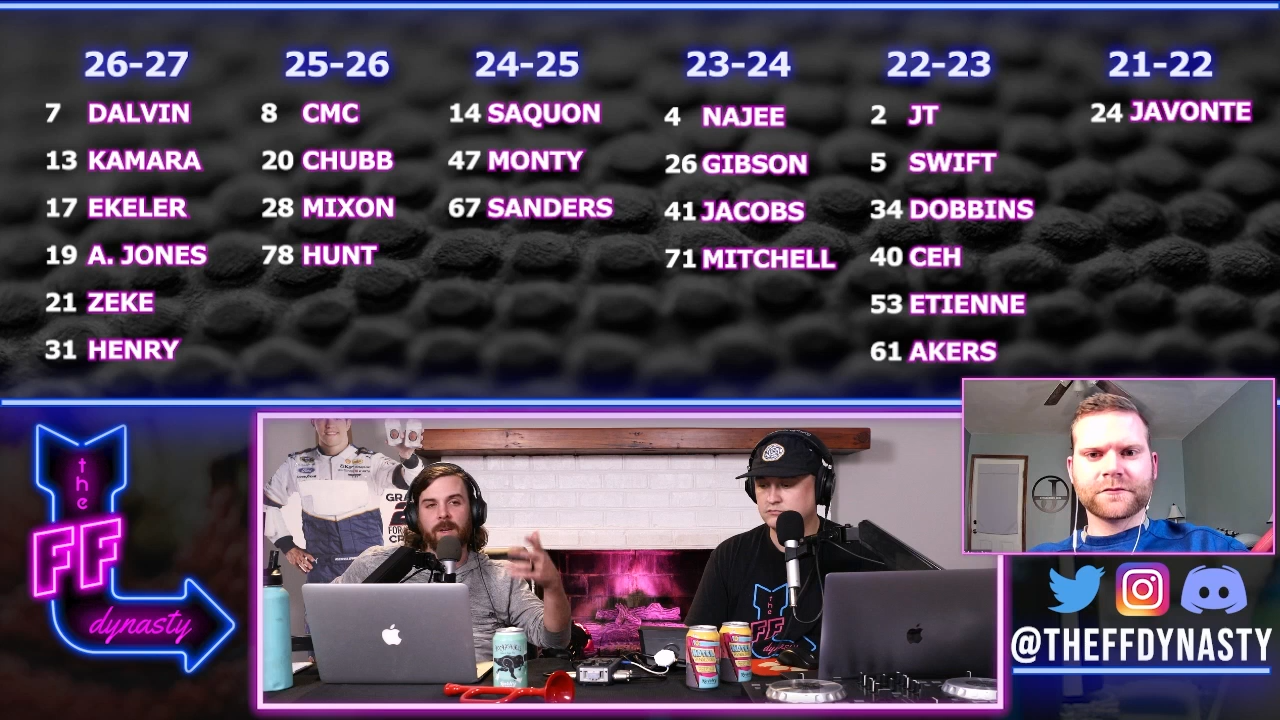 26-27
7 DALVIN
13 KAMARA
17 EKELER
19 A. JONES
21 ZEKE
31 HENRY
25-26
8 CMC
20 CHUBB
28 MIXON
78 HUNT
24-25
14 SAQUON
47 MONTY
67 SANDERS
23-24
4 NAJEE
26 GIBSON
41 JACOBS
71 MITCHELL
22-23
2 JT
5 SWIFT
34 DOBBINS
40 CEH
53 ETIENNE
61 AKERS
21-22
24 JAVONTE
the
FF
dynasty
the
FF
dynasty
@THEFFDYNASTY